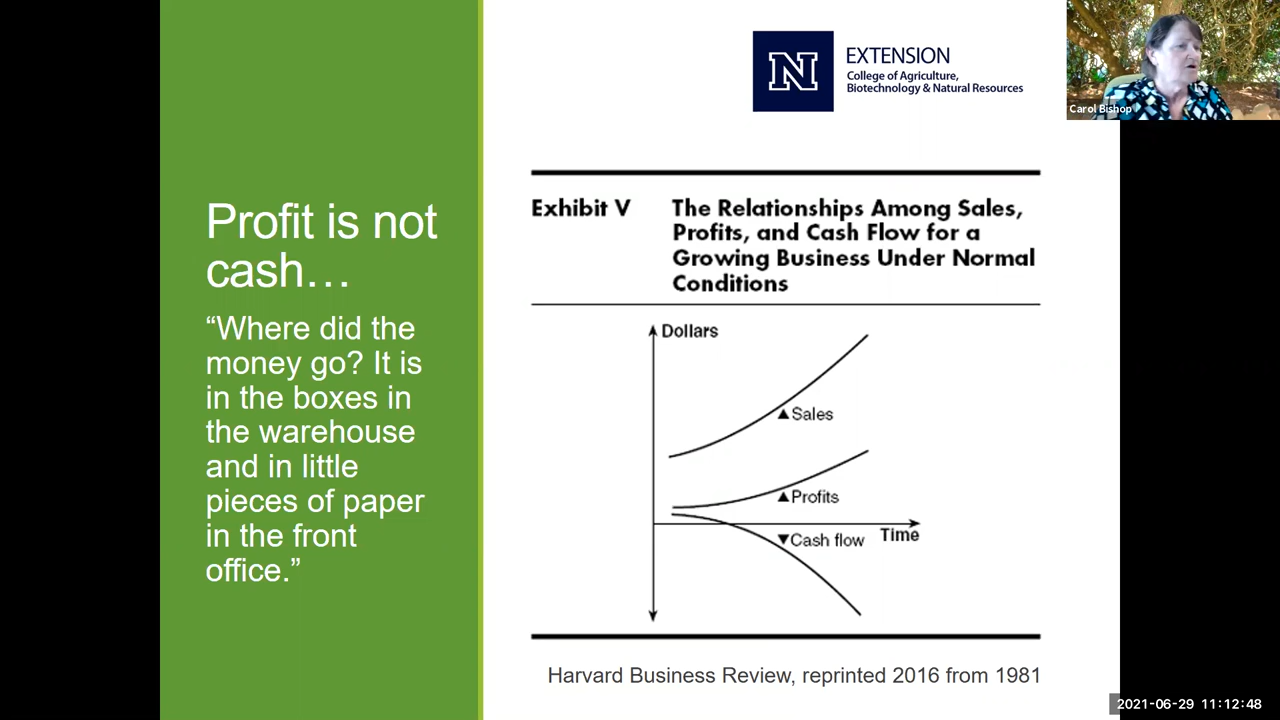 EXTENSION
College of Agriculture,
Biotechnology & Natural Resources
Carol Bishop
Profit is not
cash…
“Where did the
money go? It is
in the boxes in
the warehouse
and in little
pieces of paper
in the front
office.”
Exhibit V
The Relationships Among Sales,
Profits, and Cash Flow for a
Growing Business Under Normal
Conditions
Dollars
▲Sales
▲Profits
▼Cash flow
Time
Harvard Business Review, reprinted 2016 from 1981
2021-06-29 11:12:48
N